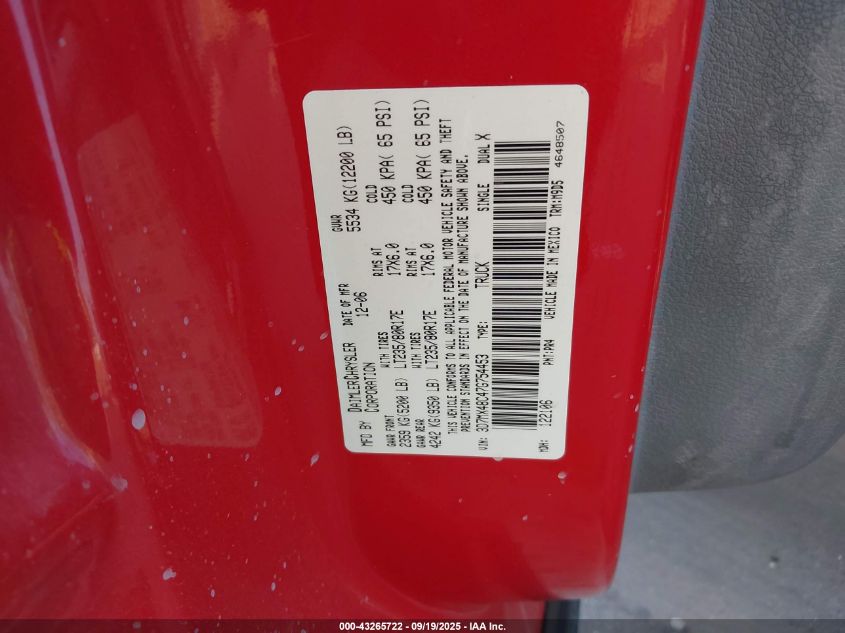 MFD BY DAIMLERCHRYSLER CORPORATION DATE OF MFR 12-06 GVWR 5534 KG(12200 LB)
GAWR FRONT WITH TIRES RIMS AT COLD
2359 KG(5200 LB) LT235/80R17E 17X6.0 450 KPA( 65 PSI)
GAWR REAR WITH TIRES RIMS AT COLD
4242 KG(9350 LB) LT235/80R17E 17X6.0 450 KPA( 65 PSI)
THIS VEHICLE CONFORMS TO ALL APPLICABLE FEDERAL MOTOR VEHICLE SAFETY AND THEFT
PREVENTION STANDARDS IN EFFECT ON THE DATE OF MANUFACTURE SHOWN ABOVE.
VIN: 3D7MX48C47G754453 TYPE: TRUCK SINGLE DUAL X
MDH: 122106 PNT:PR4 VEHICLE MADE IN MEXICO TRM:M9D5 4648507
000-43265722 - 09/19/2025 - IAA Inc.